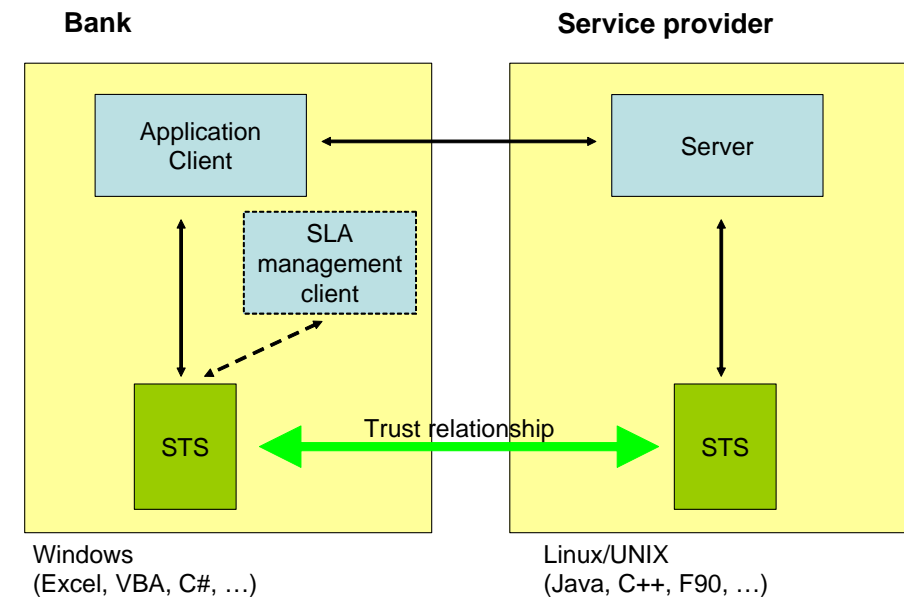 Bank
Service provider
Application
Client
Server
SLA
management
client
STS
Trust relationship
STS
Windows
(Excel, VBA, C#, …)
Linux/UNIX
(Java, C++, F90, …)